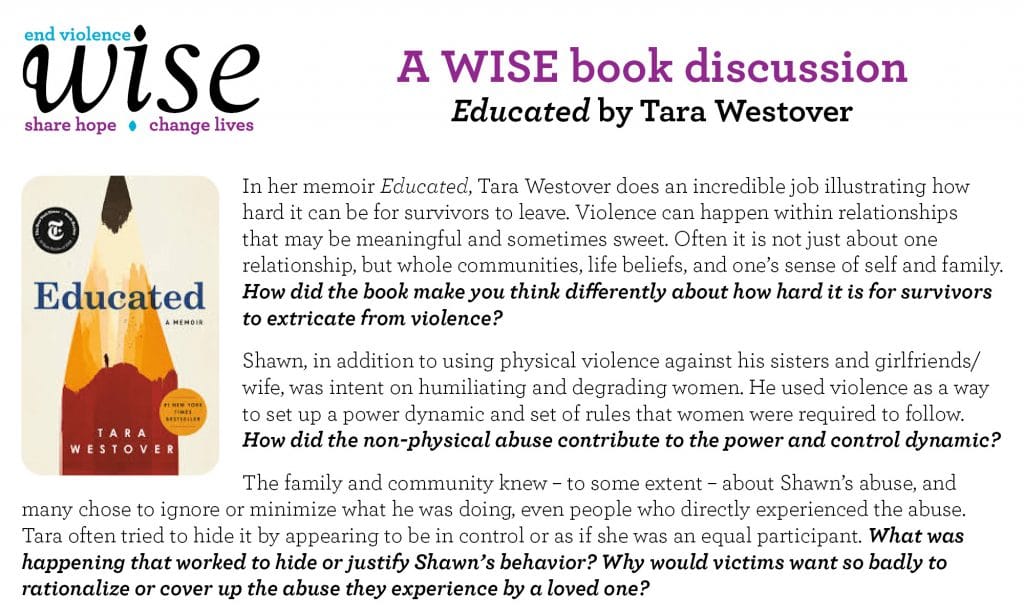 end violence
wise
share hope change lives
A WISE book discussion
Educated by Tara Westover
Educated
A MEMOIR
#1 NEW YORK
TIMES
BESTSELLER
TARA
WESTOVER
In her memoir Educated, Tara Westover does an incredible job illustrating how
hard it can be for survivors to leave. Violence can happen within relationships
that may be meaningful and sometimes sweet. Often it is not just about one
relationship, but whole communities, life beliefs, and one's sense of self and family.
How did the book make you think differently about how hard it is for survivors
to extricate from violence?
Shawn, in addition to using physical violence against his sisters and girlfriends/
wife, was intent on humiliating and degrading women. He used violence as a way
to set up a power dynamic and set of rules that women were required to follow.
How did the non-physical abuse contribute to the power and control dynamic?
The family and community knew – to some extent – about Shawn's abuse, and
many chose to ignore or minimize what he was doing, even people who directly experienced the abuse.
Tara often tried to hide it by appearing to be in control or as if she was an equal participant. What was
happening that worked to hide or justify Shawn's behavior? Why would victims want so badly to
rationalize or cover up the abuse they experience by a loved one?